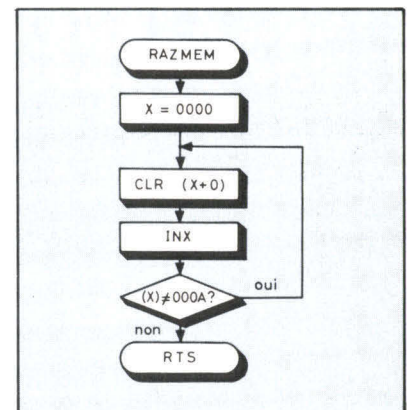 RAZMEM
X = 0000
CLR (X+0)
INX
(X)≠000A?
oui
non
RTS